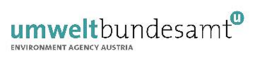 umweltbundesamt U
ENVIRONMENT AGENCY AUSTRIA